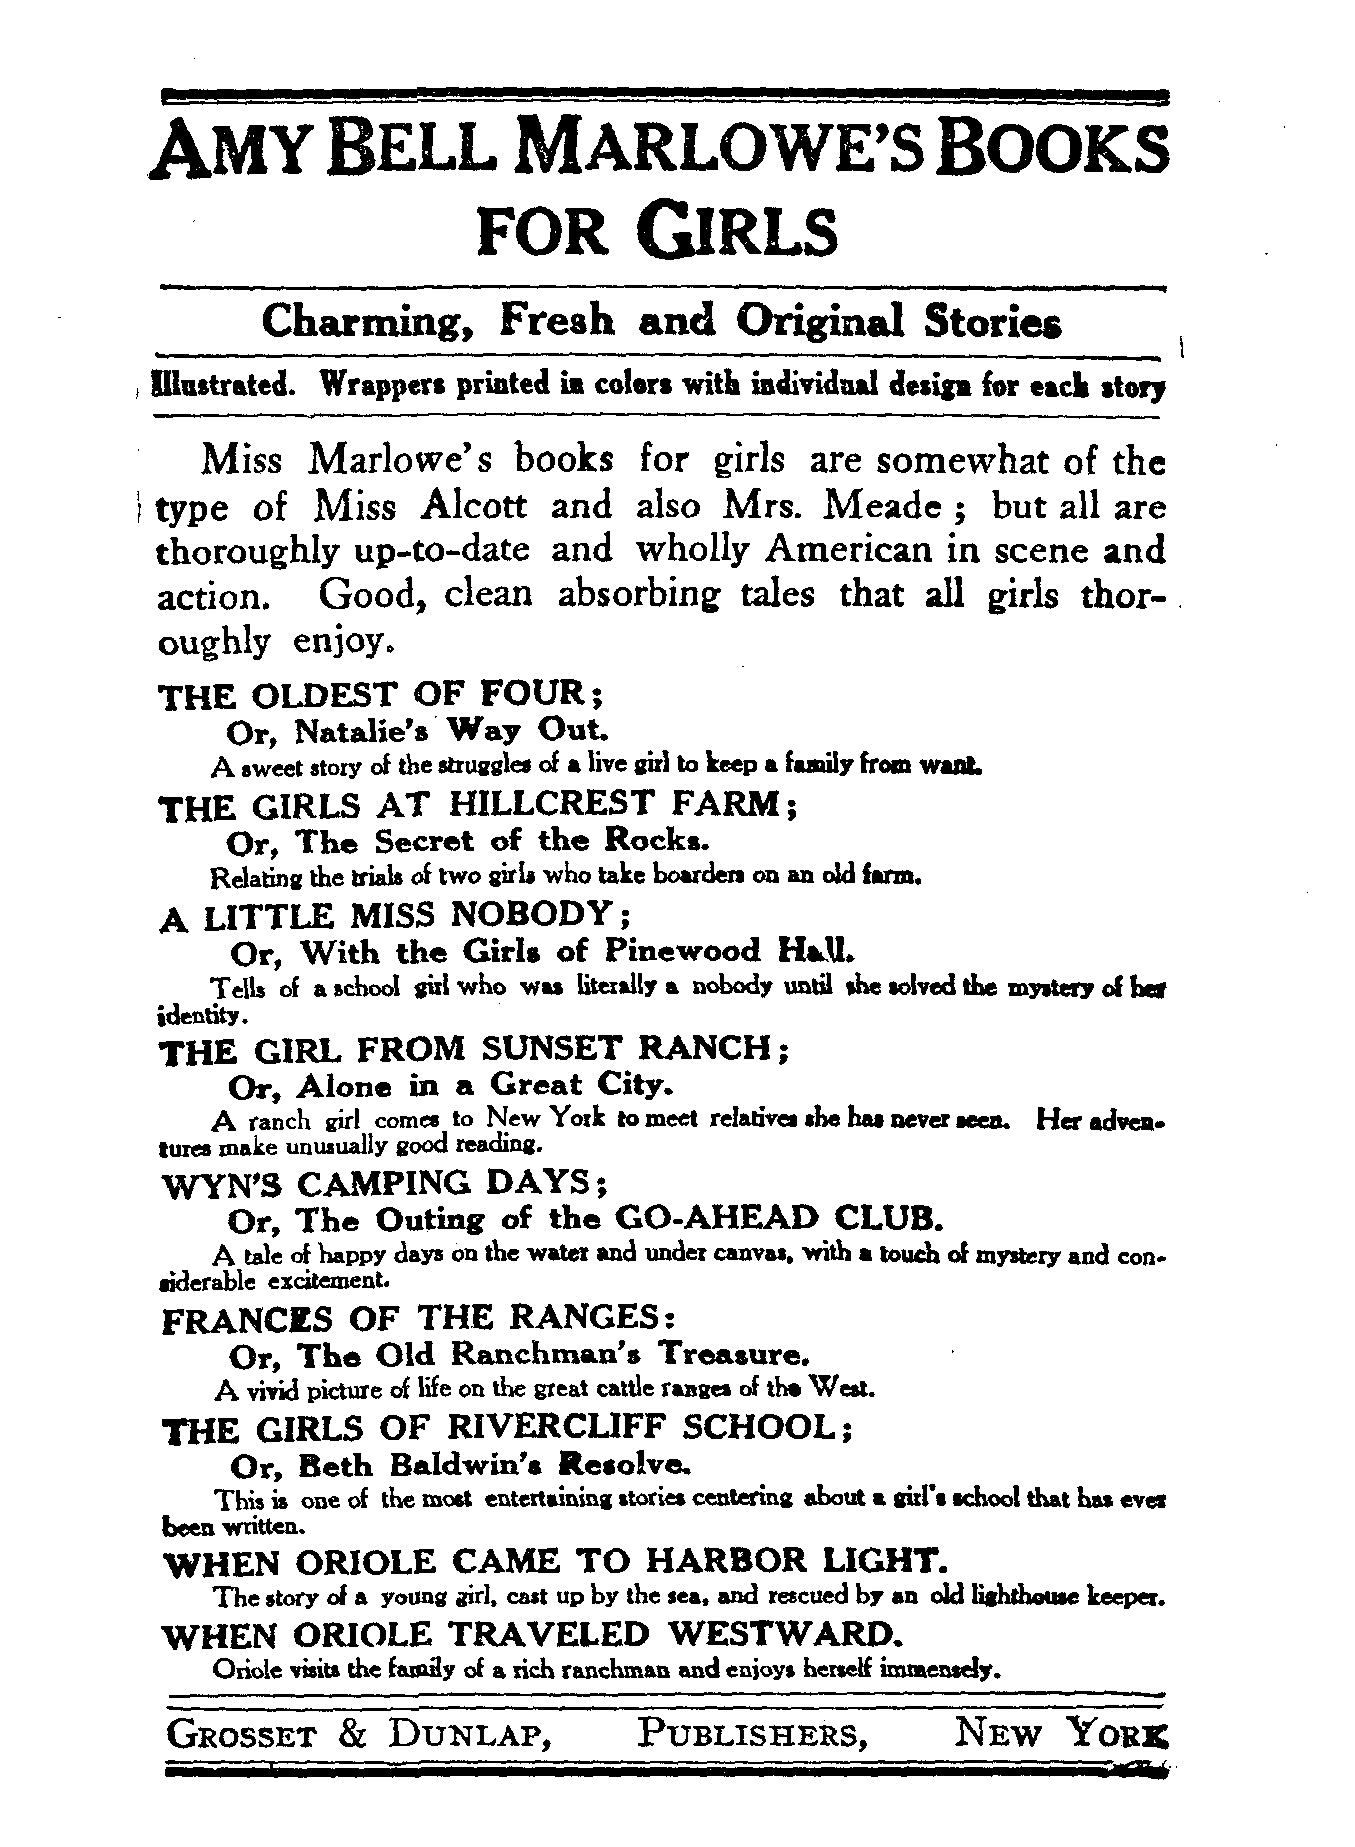 AMY BELL MARLOWE'S BOOKS
FOR GIRLS
Charming, Fresh and Original Stories
Illustrated. Wrappers printed in colors with individual design for each story
Miss Marlowe's books for girls are somewhat of the
type of Miss Alcott and also Mrs. Meade; but all are
thoroughly up-to-date and wholly American in scene and
action. Good, clean absorbing tales that all girls thor-
oughly enjoy.
THE OLDEST OF FOUR;
Or, Natalie's Way Out.
A sweet story of the struggles of a live girl to keep a family from want.
THE GIRLS AT HILLCREST FARM;
Or, The Secret of the Rocks.
Relating the trials of two girls who take boarders on an old farm.
A LITTLE MISS NOBODY;
Or, With the Girls of Pinewood Hall.
Tells of a school girl who was literally a nobody until she solved the mystery of her
identity.
THE GIRL FROM SUNSET RANCH;
Or, Alone in a Great City.
A ranch girl comes to New York to meet relatives she has never seen. Her adven-
tures make unusually good reading.
WYN'S CAMPING DAYS;
Or, The Outing of the GO-AHEAD CLUB.
A tale of happy days on the water and under canvas, with a touch of mystery and con-
siderable excitement.
FRANCES OF THE RANGES:
Or, The Old Ranchman's Treasure.
A vivid picture of life on the great cattle ranges of the West.
THE GIRLS OF RIVERCLIFF SCHOOL;
Or, Beth Baldwin's Resolve.
This is one of the most entertaining stories centering about a girl's school that has ever
been written.
WHEN ORIOLE CAME TO HARBOR LIGHT.
The story of a young girl, cast up by the sea, and rescued by an old lighthouse keeper.
WHEN ORIOLE TRAVELED WESTWARD.
Oriole visits the family of a rich ranchman and enjoys herself immensely.
GROSSET & DUNLAP, PUBLISHERS, NEW YORK